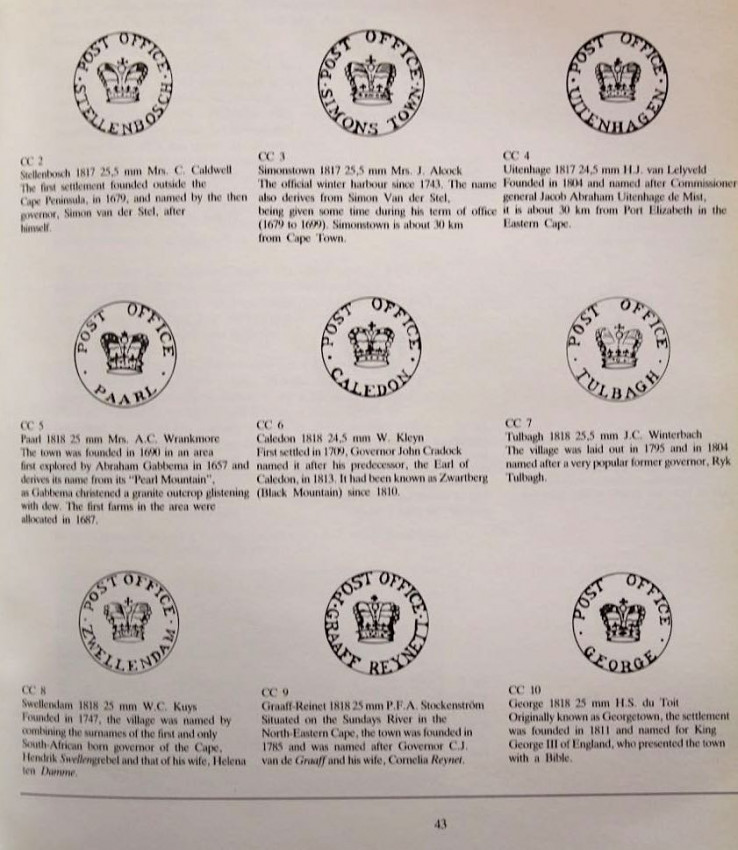 POST OFFICE
STELLENBOSCH
CC 2
Stellenbosch 1817 25,5 mm Mrs. C. Caldwell
The first settlement founded outside the
Cape Peninsula, in 1679, and named by the then
governor, Simon van der Stel, after
himself.
POST OFFICE
SIMONS TOWN
CC 3
Simonstown 1817 25,5 mm Mrs. J. Alcock
The official winter harbour since 1743. The name
also derives from Simon Van der Stel,
being given some time during his term of office
(1679 to 1699). Simonstown is about 30 km
from Cape Town.
POST OFFICE
UITENHAGEN
CC 4
Uitenhage 1817 24,5 mm H.J. van Lelyveld
Founded in 1804 and named after Commissioner
general Jacob Abraham Uitenhage de Mist,
it is about 30 km from Port Elizabeth in the
Eastern Cape.
POST OFFICE
PAARL
CC 5
Paarl 1818 25 mm Mrs. A.C. Wrankmore
The town was founded in 1690 in an area
first explored by Abraham Gabbema in 1657 and
derives its name from its "Pearl Mountain",
as Gabbema christened a granite outcrop glistening
with dew. The first farms in the area were
allocated in 1687.
POST OFFICE
CALEDON
CC 6
Caledon 1818 24,5 mm W. Kleyn
First settled in 1709, Governor John Cradock
named it after his predecessor, the Earl of
Caledon, in 1813. It had been known as Zwartberg
(Black Mountain) since 1810.
POST OFFICE
TULBAGH
CC 7
Tulbagh 1818 25,5 mm J.C. Winterbach
The village was laid out in 1795 and in 1804
named after a very popular former governor, Ryk
Tulbagh.
POST OFFICE
ZWELLENDAM
CC 8
Swellendam 1818 25 mm W.C. Kuys
Founded in 1747, the village was named by
combining the surnames of the first and only
South-African born governor of the Cape,
Hendrik Swellengrebel and that of his wife, Helena
ten Damme.
POST OFFICE
GRAAFF REYNETT
CC 9
Graaff-Reinet 1818 25 mm P.F.A. Stockenström
Situated on the Sundays River in the
North-Eastern Cape, the town was founded in
1785 and was named after Governor C.J.
van de Graaff and his wife, Cornelia Reynet.
POST OFFICE
GEORGE
CC 10
George 1818 25 mm H.S. du Toit
Originally known as Georgetown, the settlement
was founded in 1811 and named for King
George III of England, who presented the town
with a Bible.
43